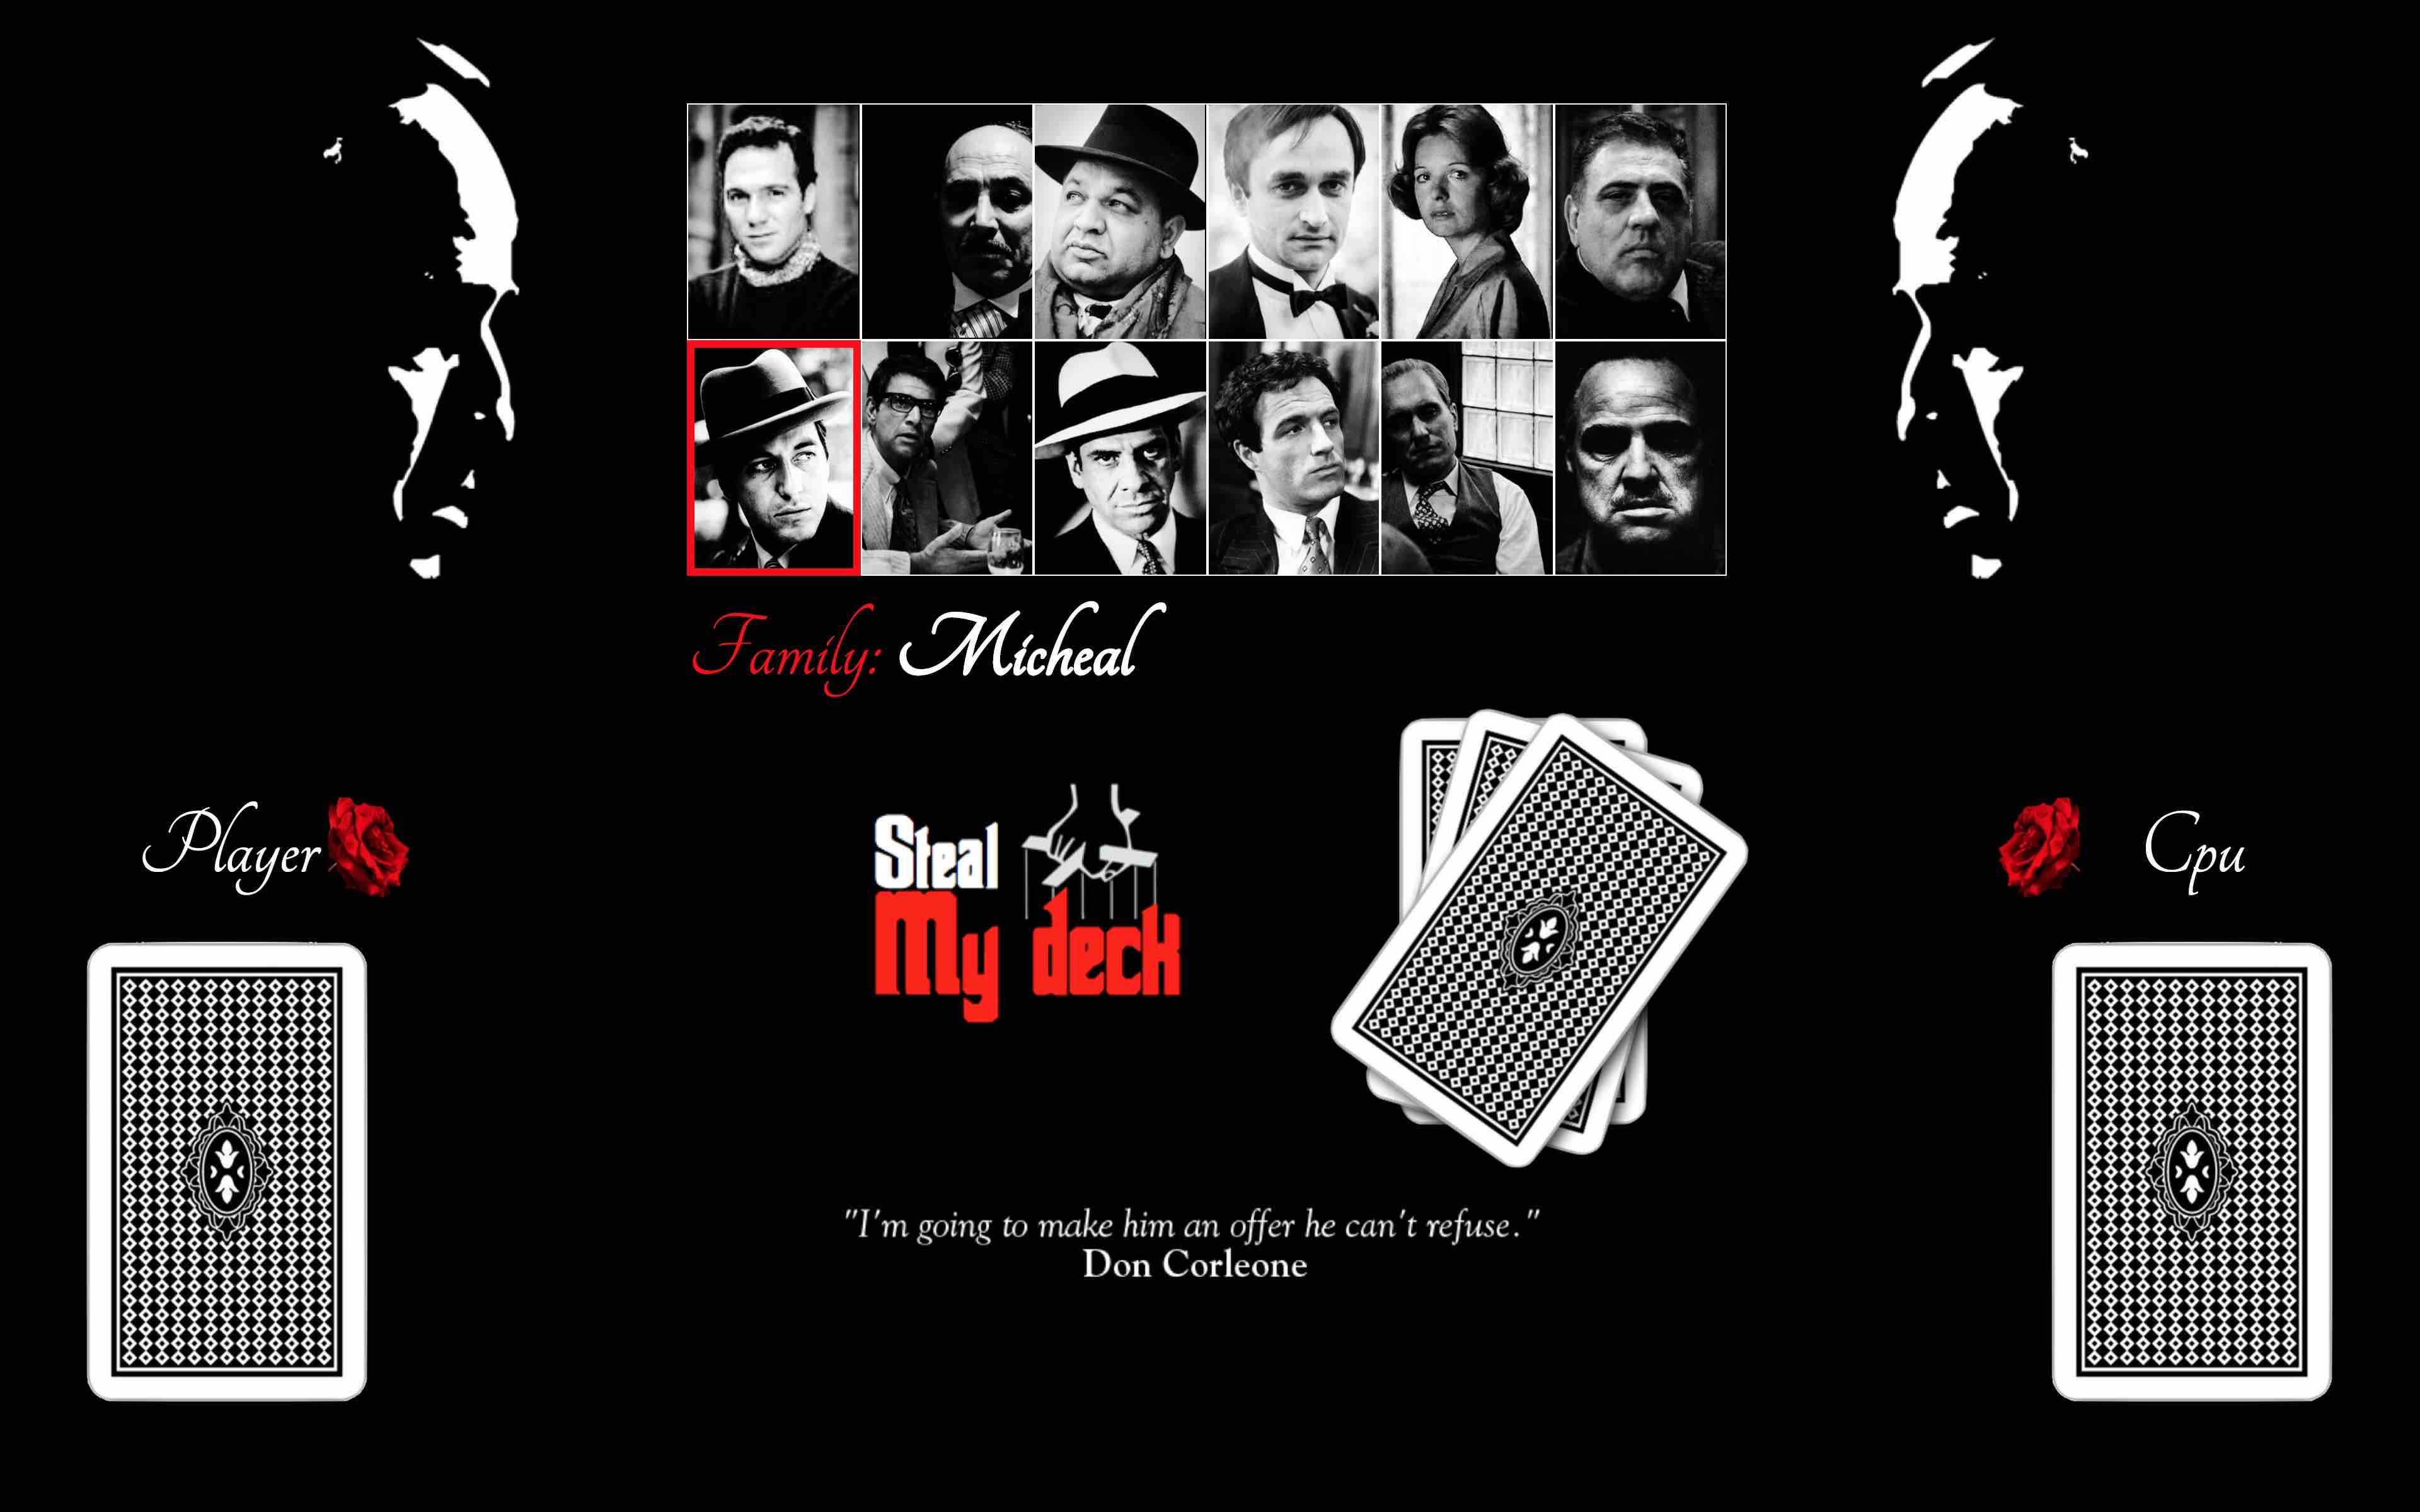 Family: Micheal
Player
Cpu
Steal
My deck
"I'm going to make him an offer he can't refuse."
Don Corleone